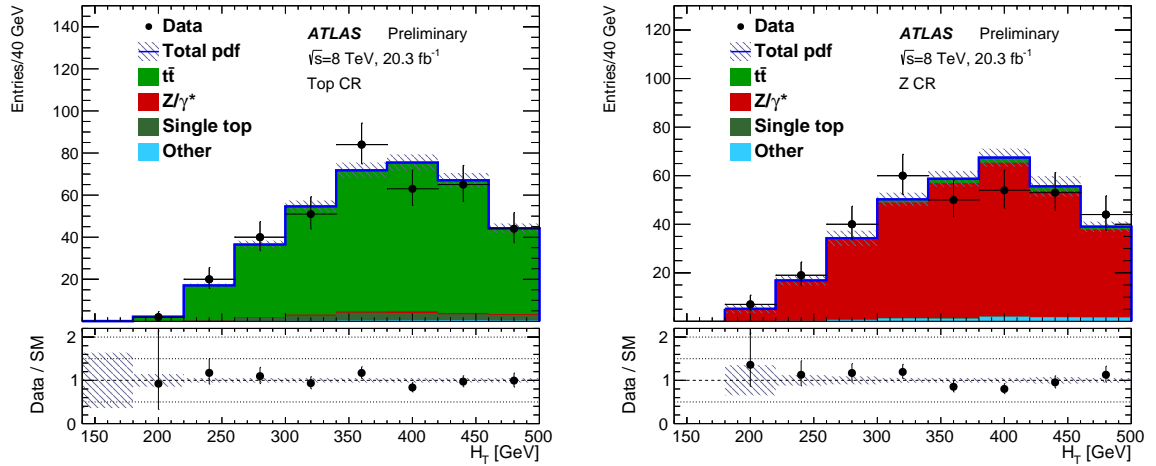 Entries/40 GeV
140
120
100
80
60
40
20
Data
Total pdf
tt̄
Z/γ*
Single top
Other
ATLAS Preliminary
√s=8 TeV, 20.3 fb⁻¹
Top CR
Data / SM
2
1
0
150 200 250 300 350 400 450 500
H_T [GeV]
Entries/40 GeV
120
100
80
60
40
20
Data
Total pdf
tt̄
Z/γ*
Single top
Other
ATLAS Preliminary
√s=8 TeV, 20.3 fb⁻¹
Z CR
Data / SM
2
1
0
150 200 250 300 350 400 450 500
H_T [GeV]